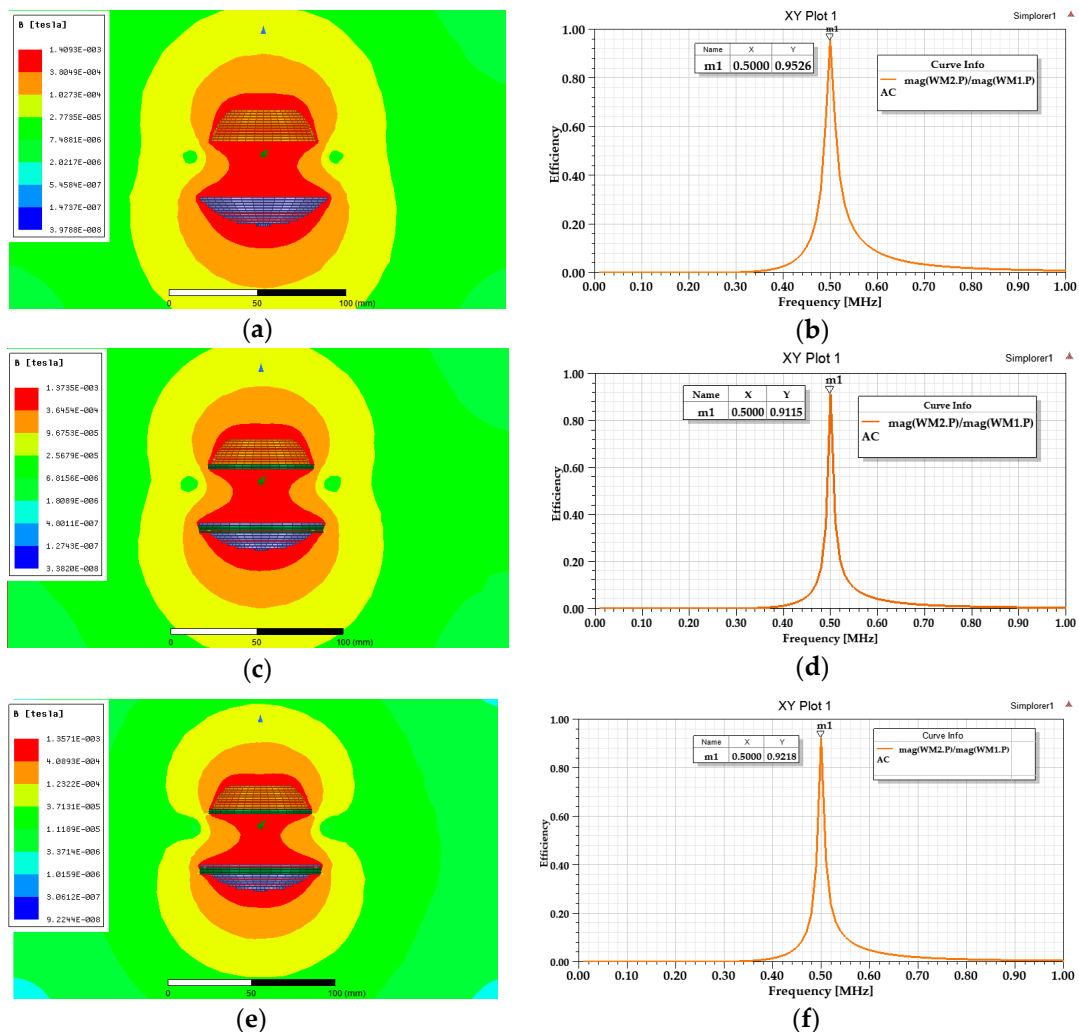 B [tesla]
1.4093E-003
3.8049E-004
1.0273E-004
2.7735E-005
7.4881E-006
2.0217E-006
5.4584E-007
1.4737E-007
3.9788E-008
0 50 100 (mm)
(a)
XY Plot 1
Simplorer1
m1
Name X Y
m1 0.5000 0.9526
Curve Info
mag(WM2.P)/mag(WM1.P)
AC
Efficiency
1.00
0.80
0.60
0.40
0.20
0.00
0.10 0.20 0.30 0.40 0.50 0.60 0.70 0.80 0.90 1.00
Frequency [MHz]
(b)
B [tesla]
1.3735E-003
3.6454E-004
9.6753E-005
2.5679E-005
6.8156E-006
1.8089E-006
4.8011E-007
1.2743E-007
3.3820E-008
0 50 100 (mm)
(c)
XY Plot 1
Simplorer1
m1
Name X Y
m1 0.5000 0.9115
Curve Info
mag(WM2.P)/mag(WM1.P)
AC
Efficiency
1.00
0.80
0.60
0.40
0.20
0.00
0.00 0.10 0.20 0.30 0.40 0.50 0.60 0.70 0.80 0.90 1.00
Frequency [MHz]
(d)
B [tesla]
1.3571E-003
4.0893E-004
1.2322E-004
3.7131E-005
1.1189E-005
3.3714E-006
1.0159E-006
3.0612E-007
9.2244E-008
0 50 100 (mm)
(e)
XY Plot 1
Simplorer1
m1
Name X Y
m1 0.5000 0.9218
Curve Info
mag(WM2.P)/mag(WM1.P)
AC
Efficiency
1.00
0.80
0.60
0.40
0.20
0.00
0.00 0.10 0.20 0.30 0.40 0.50 0.60 0.70 0.80 0.90 1.00
Frequency [MHz]
(f)